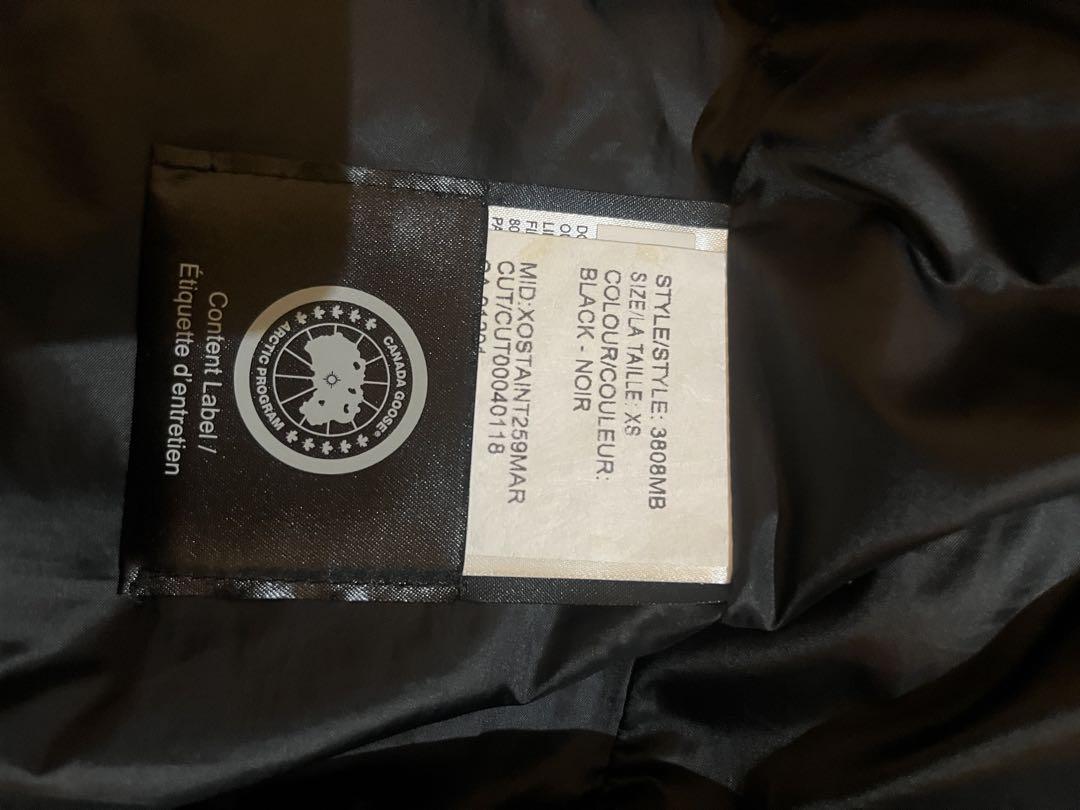 STYLE/STYLE: 3808MB
SIZE/LA TAILLE: XS
COLOUR/COULEUR:
BLACK - NOIR
MID:XOSTAINT259MAR
CUT/CUT00040118
CANADA GOOSE®
ARCTIC PROGRAM
Content Label /
Étiquette d'entretien